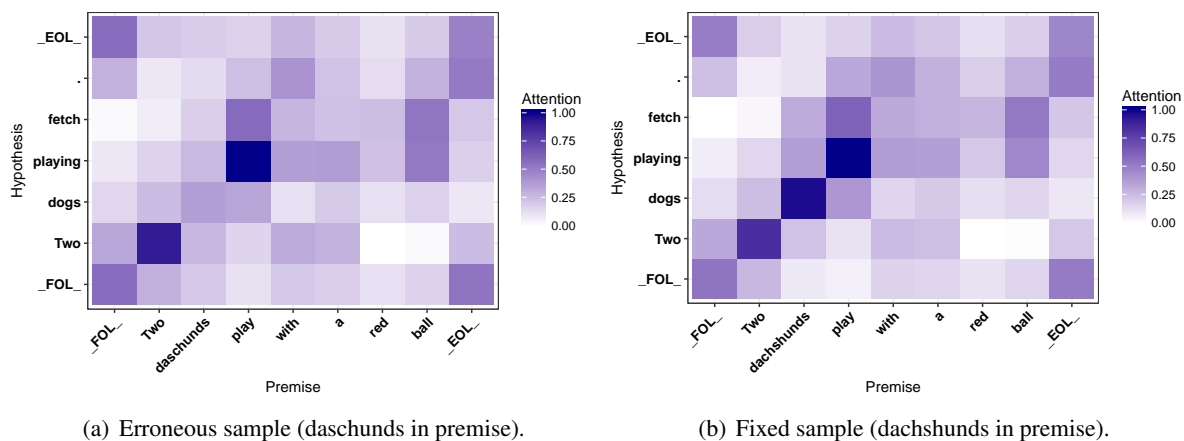 _EOL_
.
fetch
playing
dogs
Two
_FOL_
Hypothesis
_FOL_
Two
daschunds
play
with
a
red
ball
_EOL_
Premise
Attention
1.00
0.75
0.50
0.25
0.00
(a) Erroneous sample (daschunds in premise).
_EOL_
.
fetch
playing
dogs
Two
_FOL_
Hypothesis
_FOL_
Two
dachshunds
play
with
a
red
ball
_EOL_
Premise
Attention
1.00
0.75
0.50
0.25
0.00
(b) Fixed sample (dachshunds in premise).